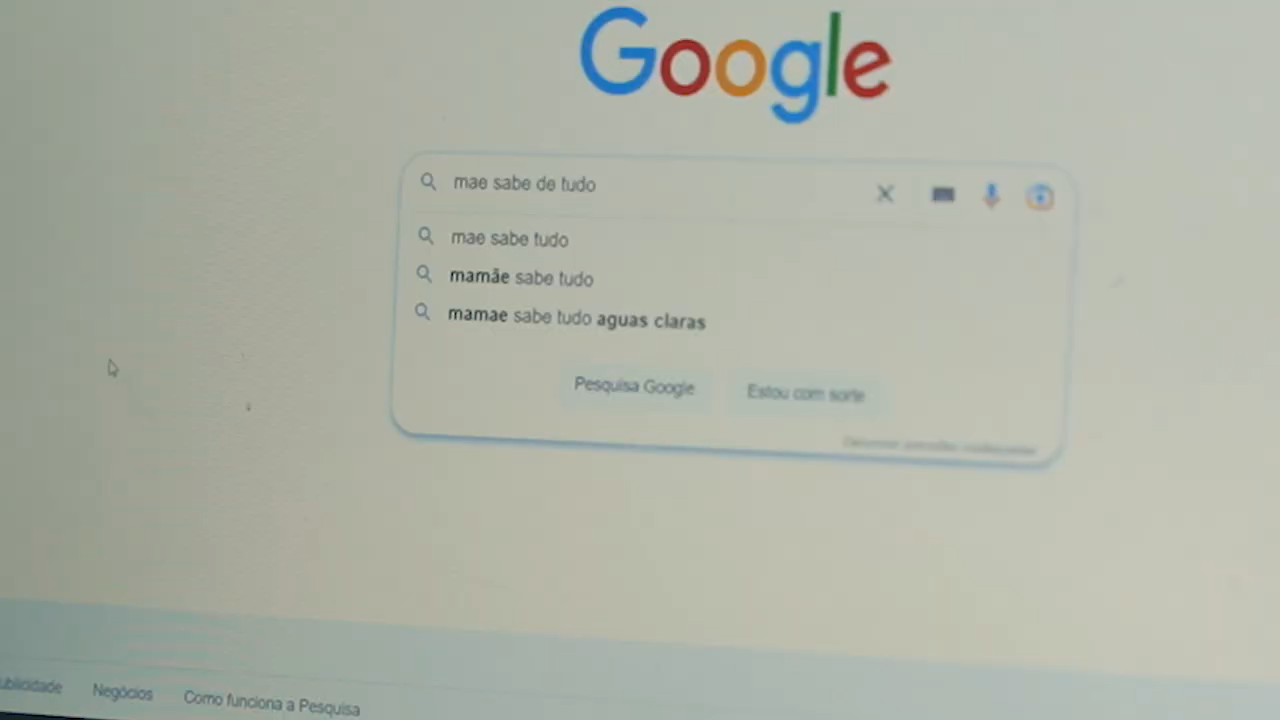 Google
mae sabe de tudo
mae sabe tudo
mamãe sabe tudo
mamae sabe tudo aguas claras
Pesquisa Google
Estou com sorte
Negócios
Como funciona a Pesquisa